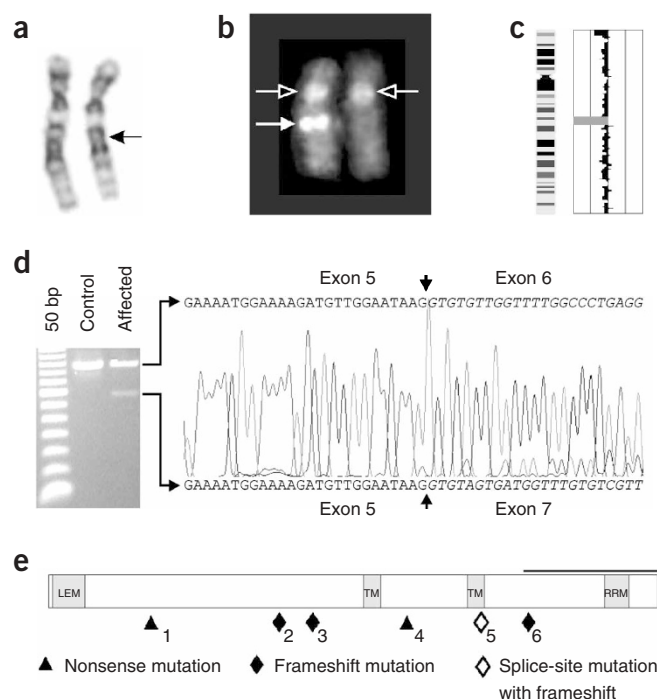 a
b
c
d
50 bp
Control
Affected
Exon 5
Exon 6
GAAAATGGAAAAGATGTTGGAATAAGGTGTGTTGGTTTTGGCCCTGAGG
GAAAATGGAAAAGATGTTGGAATAAGGTGTAGTGATGGTTTGTGTCGTT
Exon 5
Exon 7
e
LEM
TM
TM
RRM
1
2
3
4
5
6
Nonsense mutation
Frameshift mutation
Splice-site mutation
with frameshift